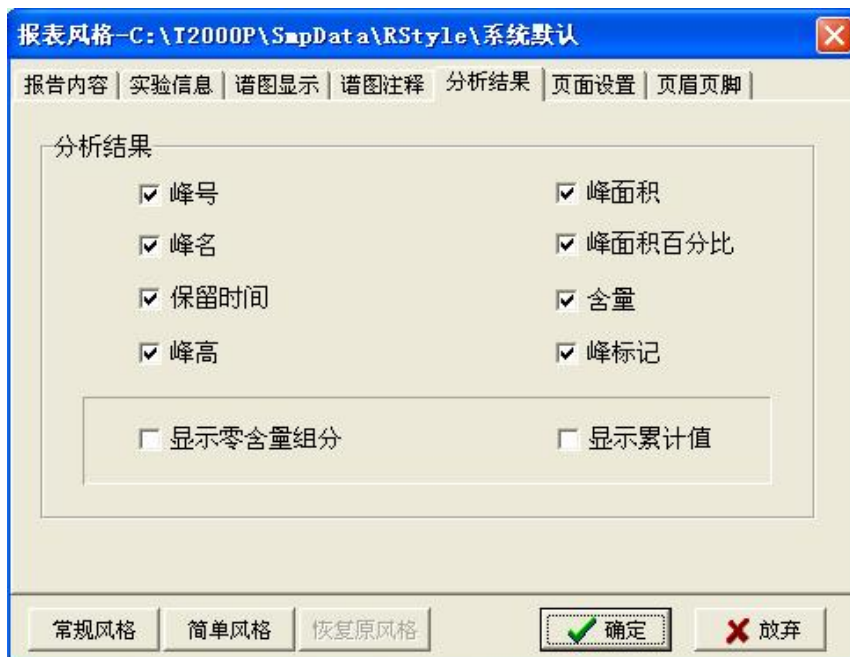 报表风格-C:\T2000P\SmpData\RStyle\系统默认
报告内容 实验信息 谱图显示 谱图注释 分析结果 页面设置 页眉页脚
分析结果
峰号 峰面积
峰名 峰面积百分比
保留时间 含量
峰高 峰标记
显示零含量组分 显示累计值
常规风格 简单风格 恢复原风格 确定 放弃